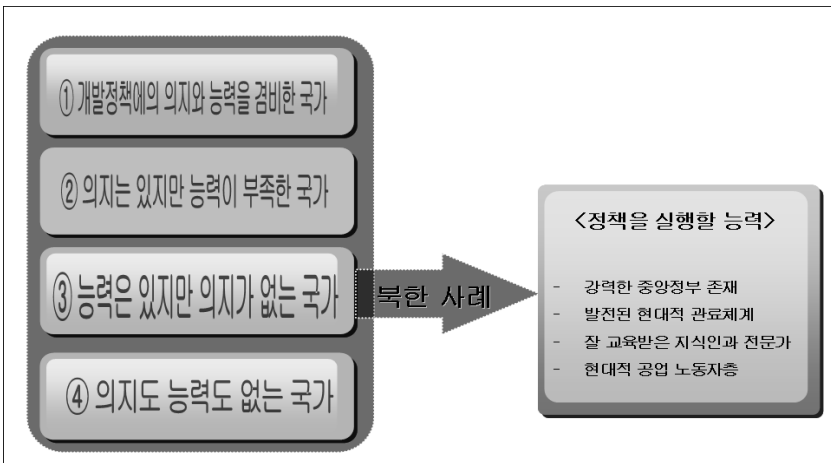 ① 개발정책에의 의지와 능력을 겸비한 국가
② 의지는 있지만 능력이 부족한 국가
③ 능력은 있지만 의지가 없는 국가
④ 의지도 능력도 없는 국가
북한 사례
<정책을 실행할 능력>
- 강력한 중앙정부 존재
- 발전된 현대적 관료체계
- 잘 교육받은 지식인과 전문가
- 현대적 공업 노동자층